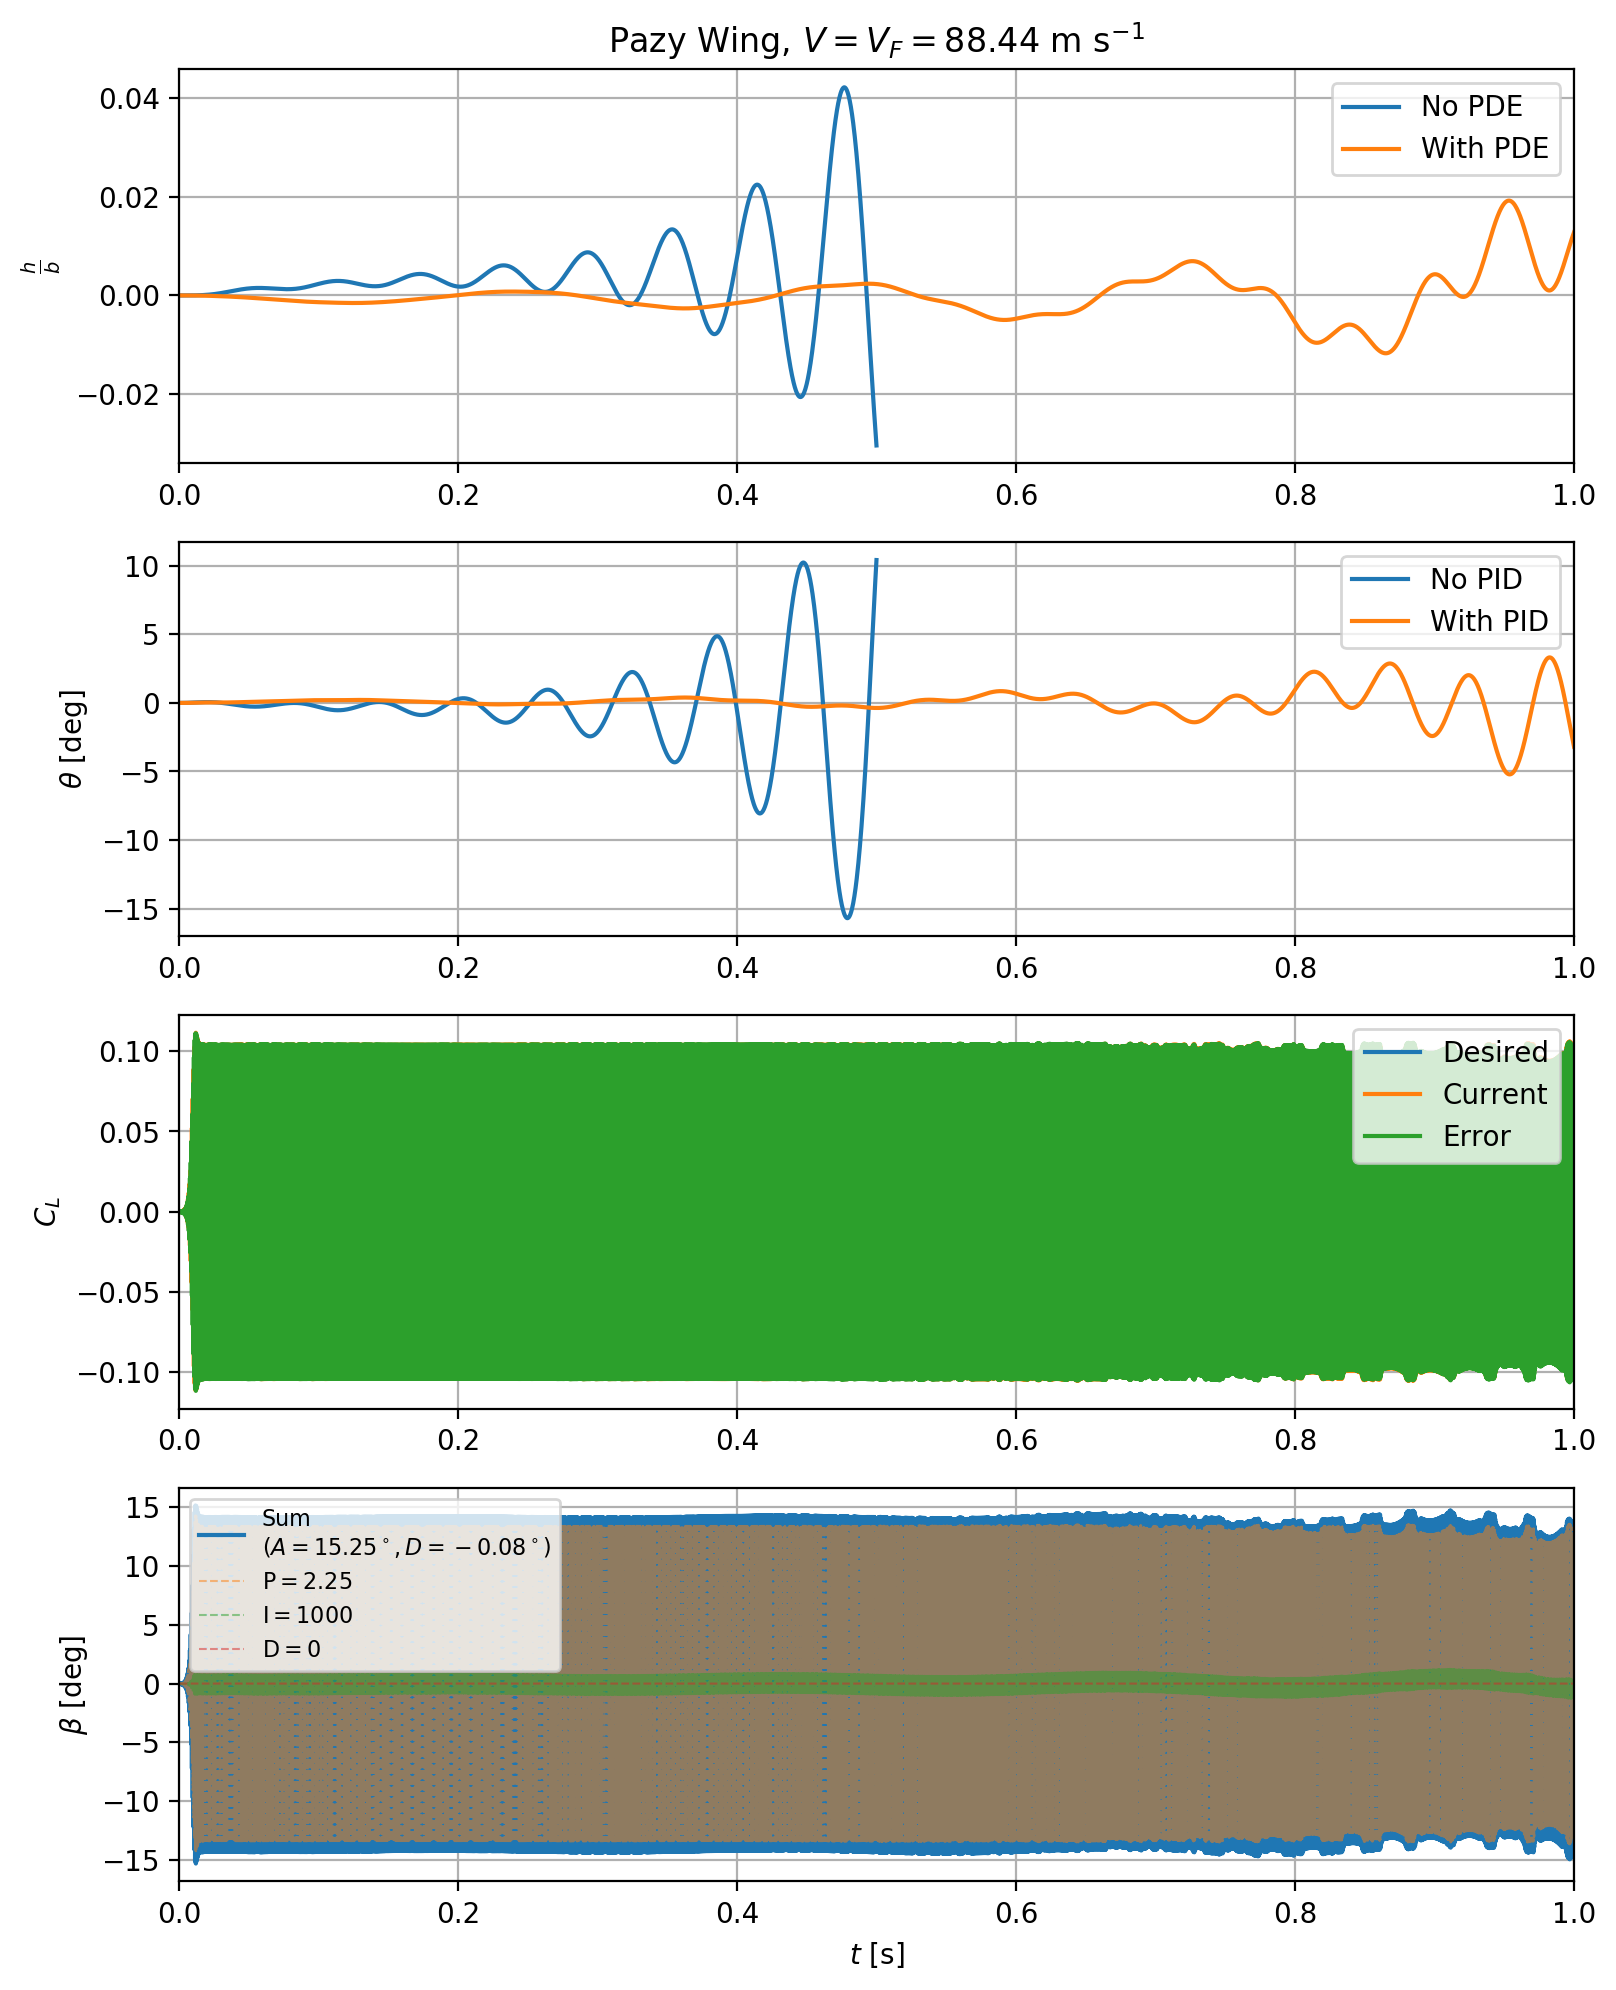 Pazy Wing, V = V_F = 88.44 m s⁻¹
0.04
0.02
0.00
−0.02
h/b
No PDE
With PDE
0.0 0.2 0.4 0.6 0.8 1.0
10
5
0
−5
−10
−15
θ [deg]
No PID
With PID
0.0 0.2 0.4 0.6 0.8 1.0
0.10
0.05
0.00
−0.05
−0.10
C_L
Desired
Current
Error
0.0 0.2 0.4 0.6 0.8 1.0
15
10
5
0
−5
−10
−15
β [deg]
Sum
(A = 15.25°, D = −0.08°)
P = 2.25
I = 1000
D = 0
0.0 0.2 0.4 0.6 0.8 1.0
t [s]